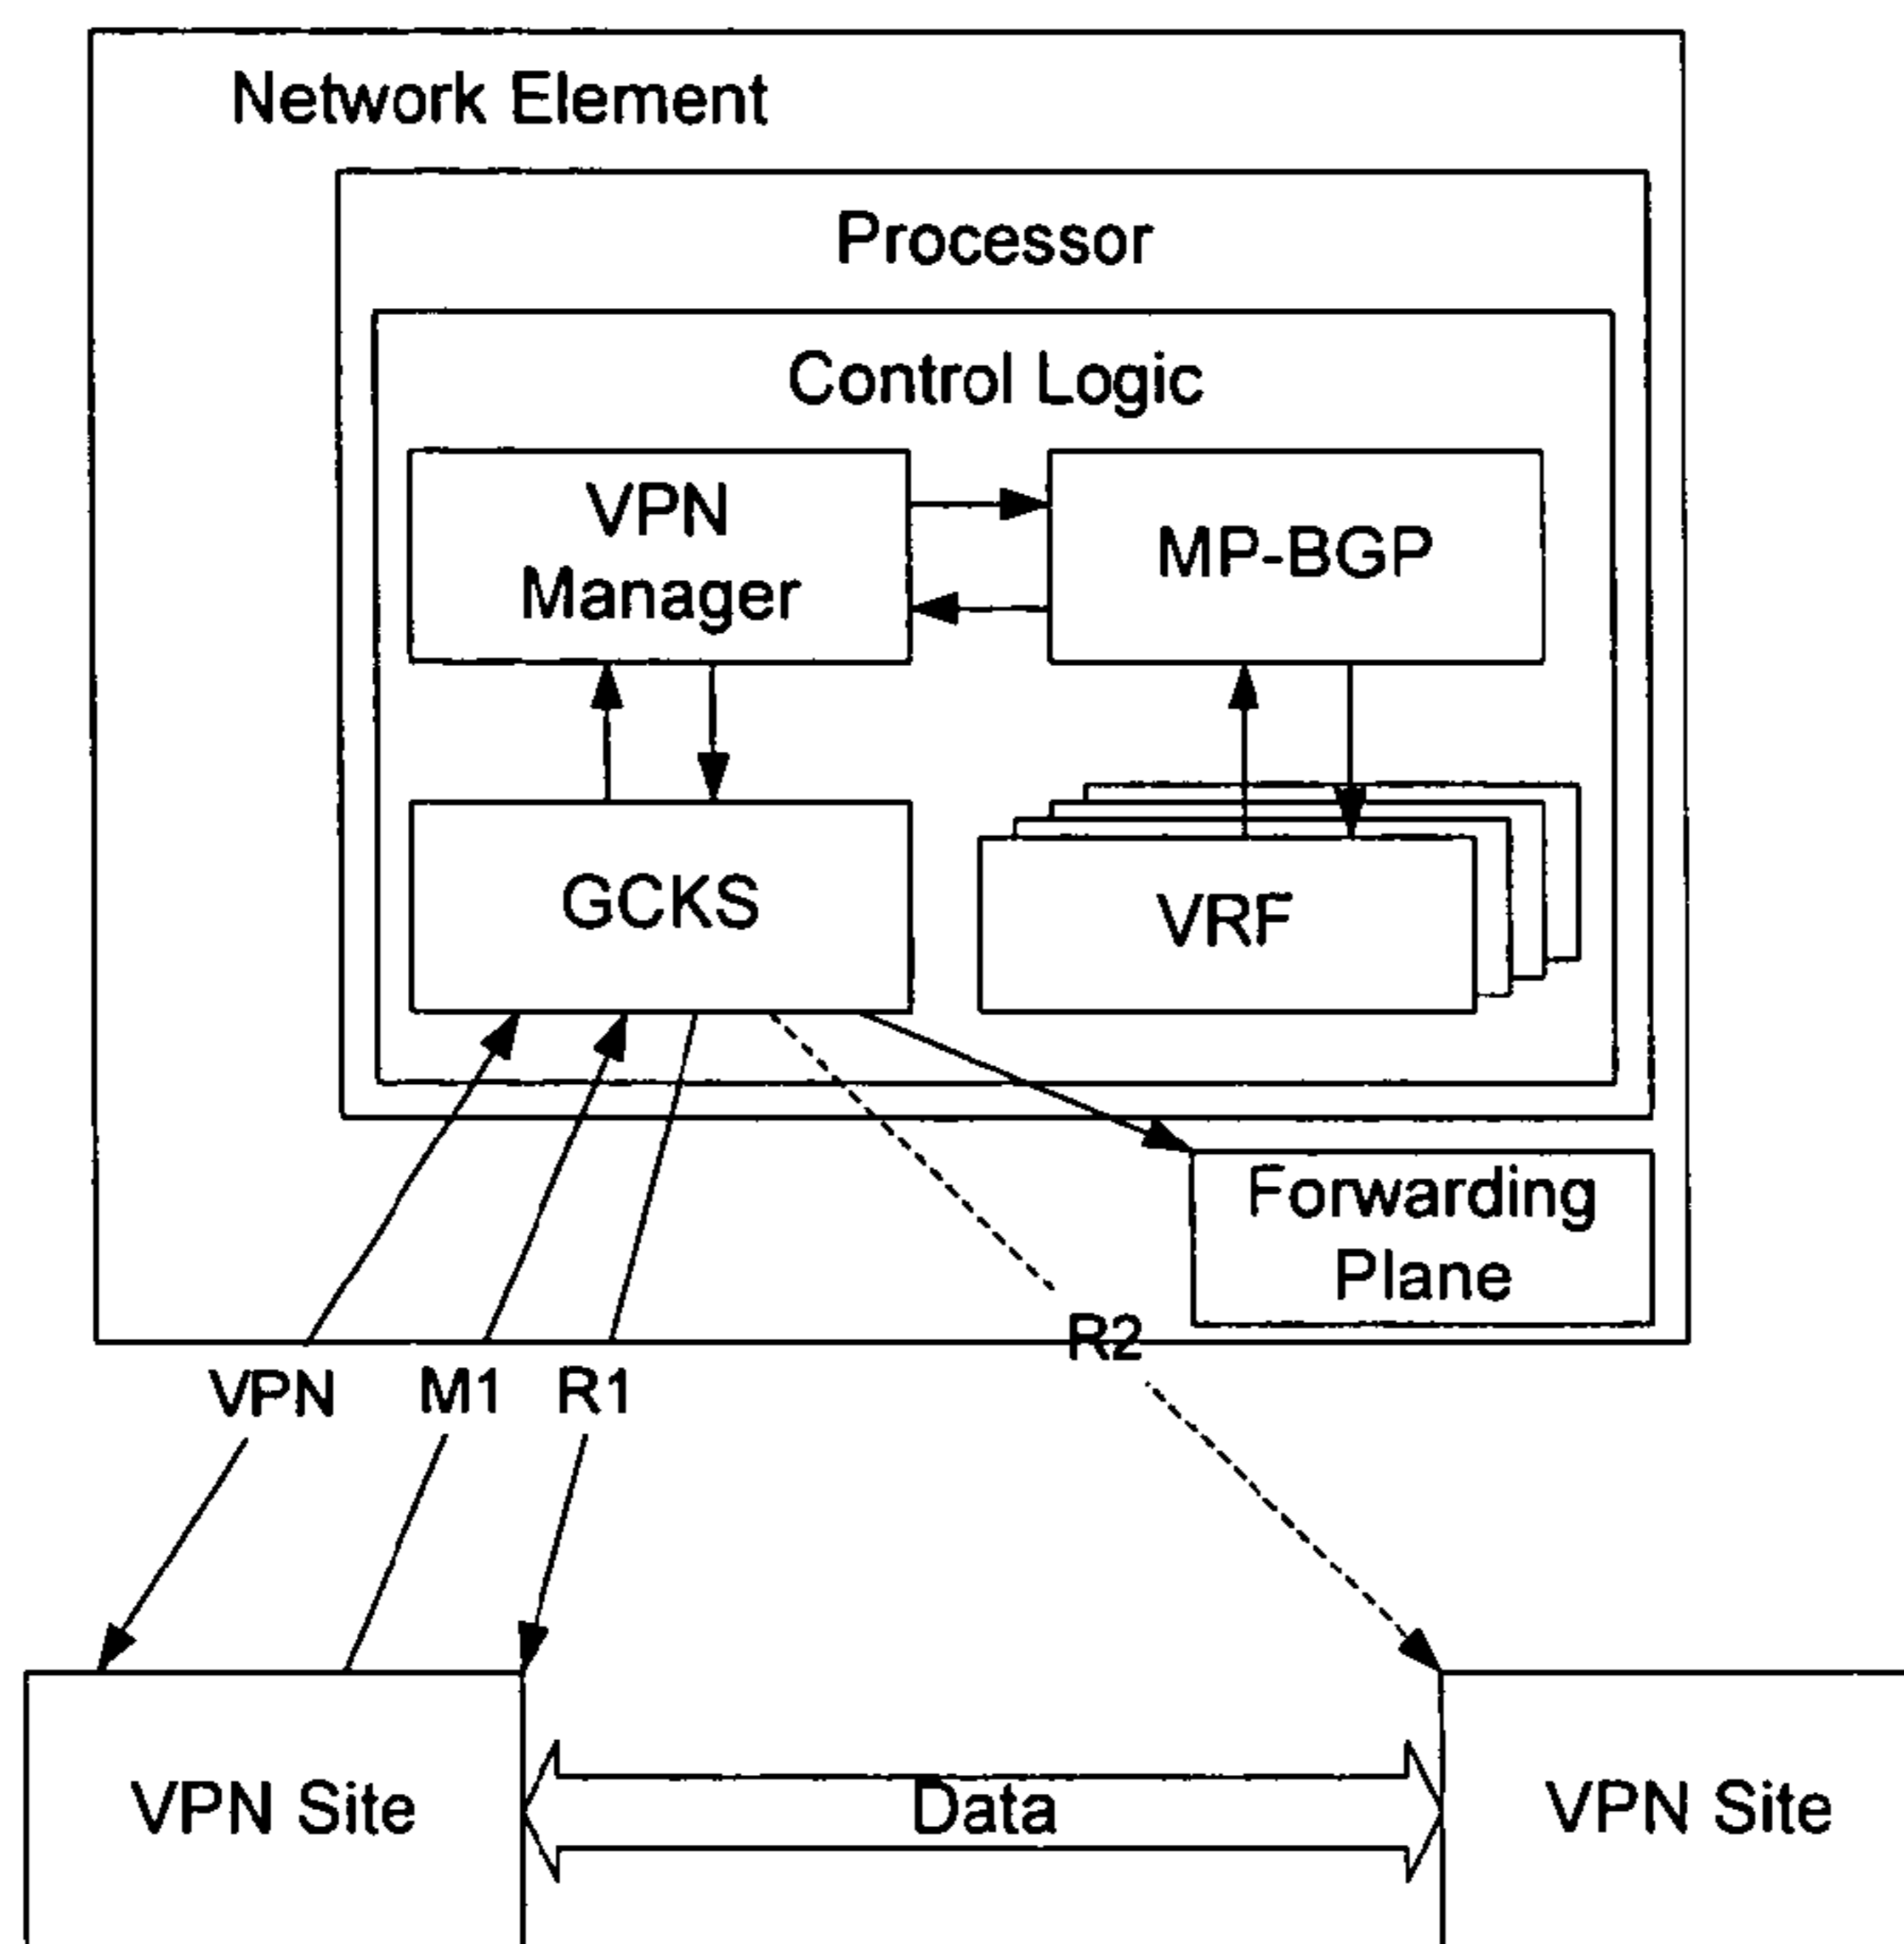 Network Element
Processor
Control Logic
VPN
Manager
MP-BGP
GCKS
VRF
Forwarding
Plane
R2
VPN
M1
R1
VPN Site
Data
VPN Site